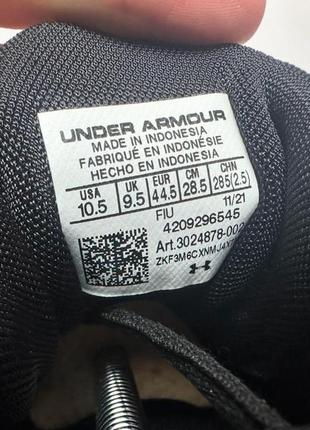 UNDER ARMOUR
MADE IN INDONESIA
FABRIQUÉ EN INDONÉSIE
HECHO EN INDONESIA
USA UK EUR CM CHN
10.5 9.5 44.5 28.5 285(2.5)
FIU 11/21
4209296545
Art.3024878-002
ZKF3M6CXNMJ4X